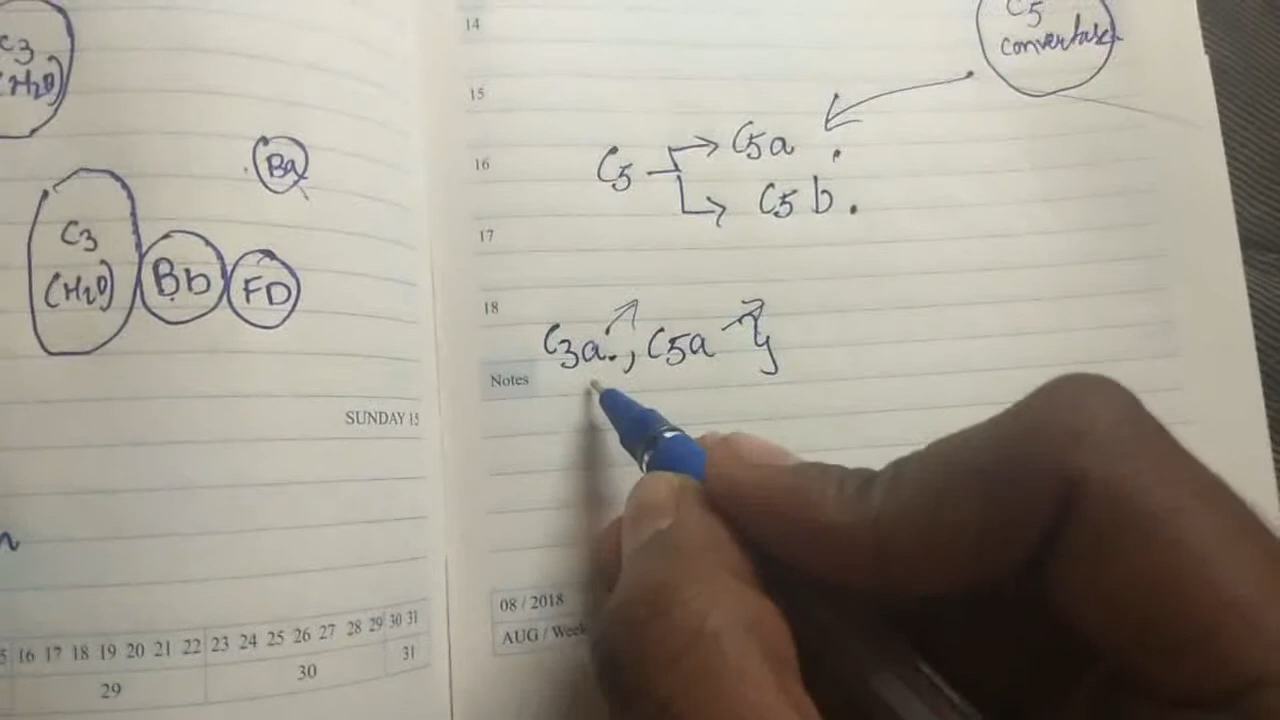 C3
(H2O)
Ba
C3
(H2O)
Bb
FD
SUNDAY 15
16 17 18 19 20 21 22 23 24 25 26 27 28 29 30 31
29 30 31
14
C5
convertase
15
16
C5 → C5a .
→ C5b .
17
18
C3a., C5a
Notes
08 / 2018
AUG / Week